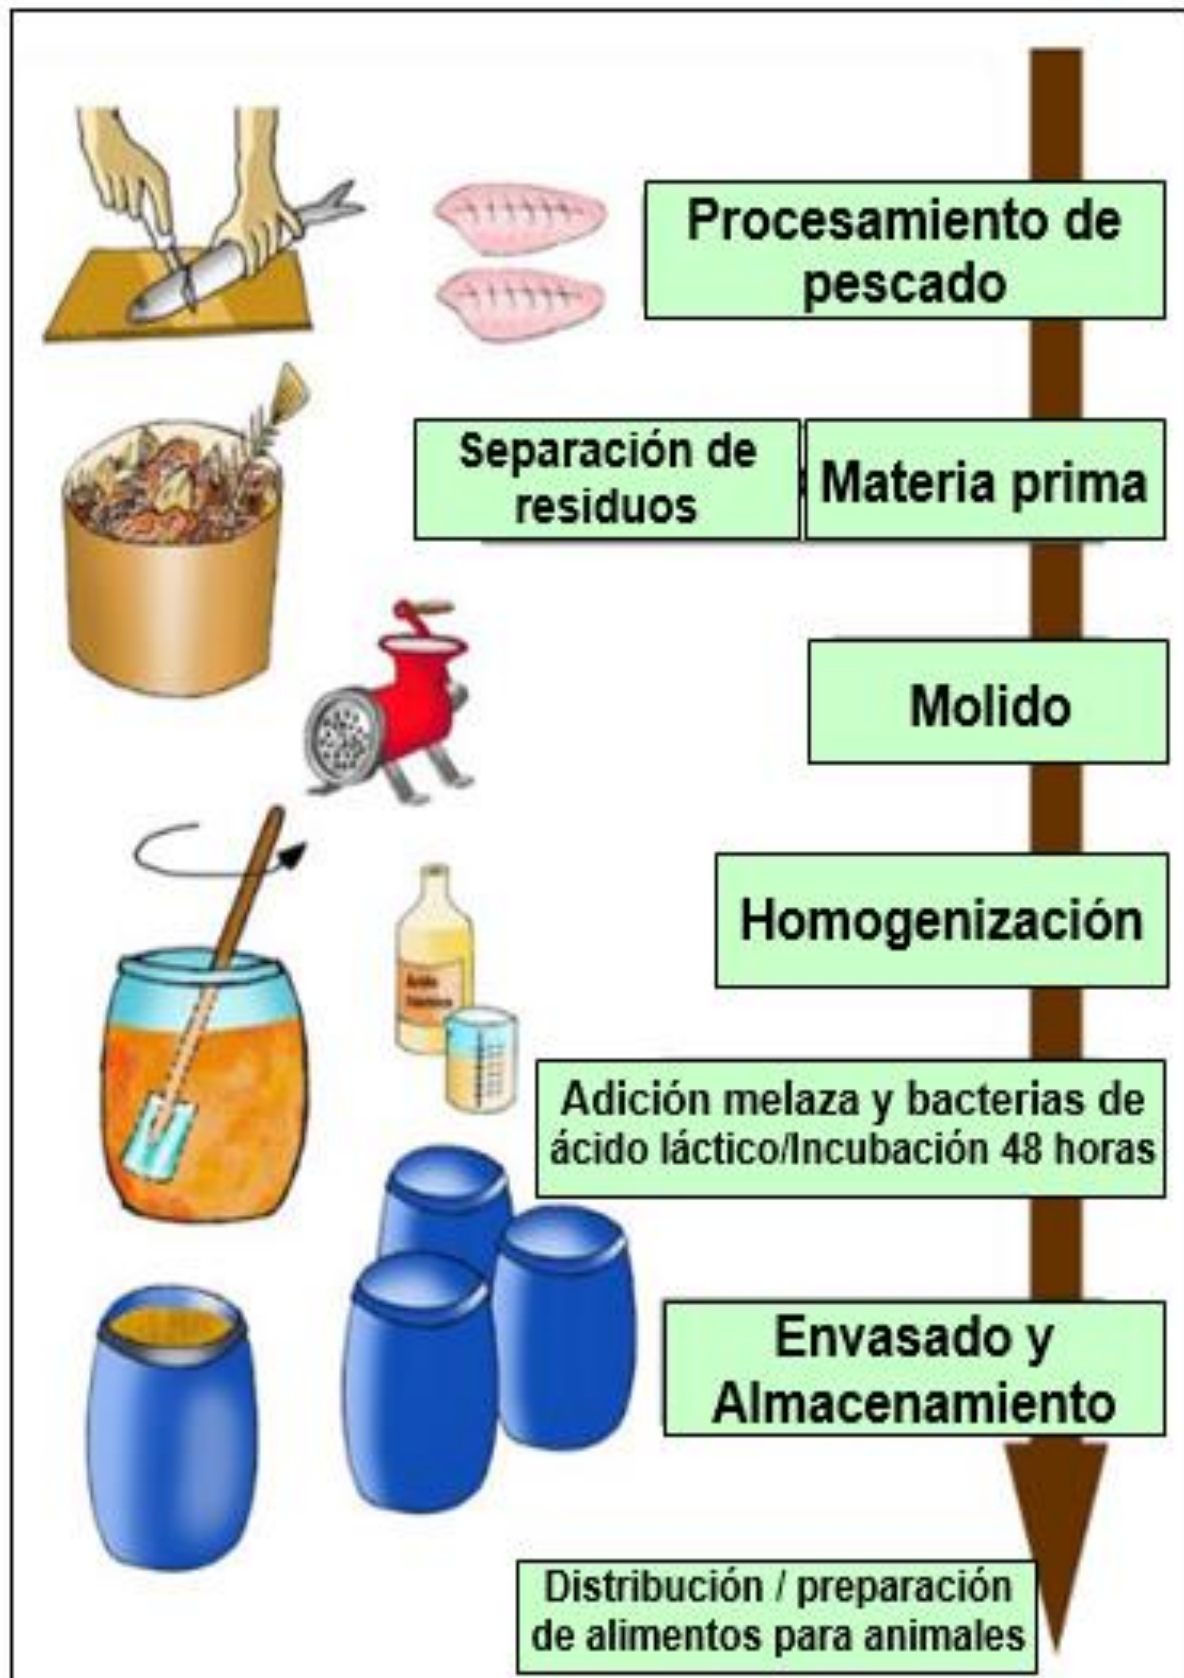 Procesamiento de
pescado
Separación de
residuos
Materia prima
Molido
Homogenización
Ácido
Adición melaza y bacterias de
ácido láctico/Incubación 48 horas
Envasado y
Almacenamiento
Distribución / preparación
de alimentos para animales